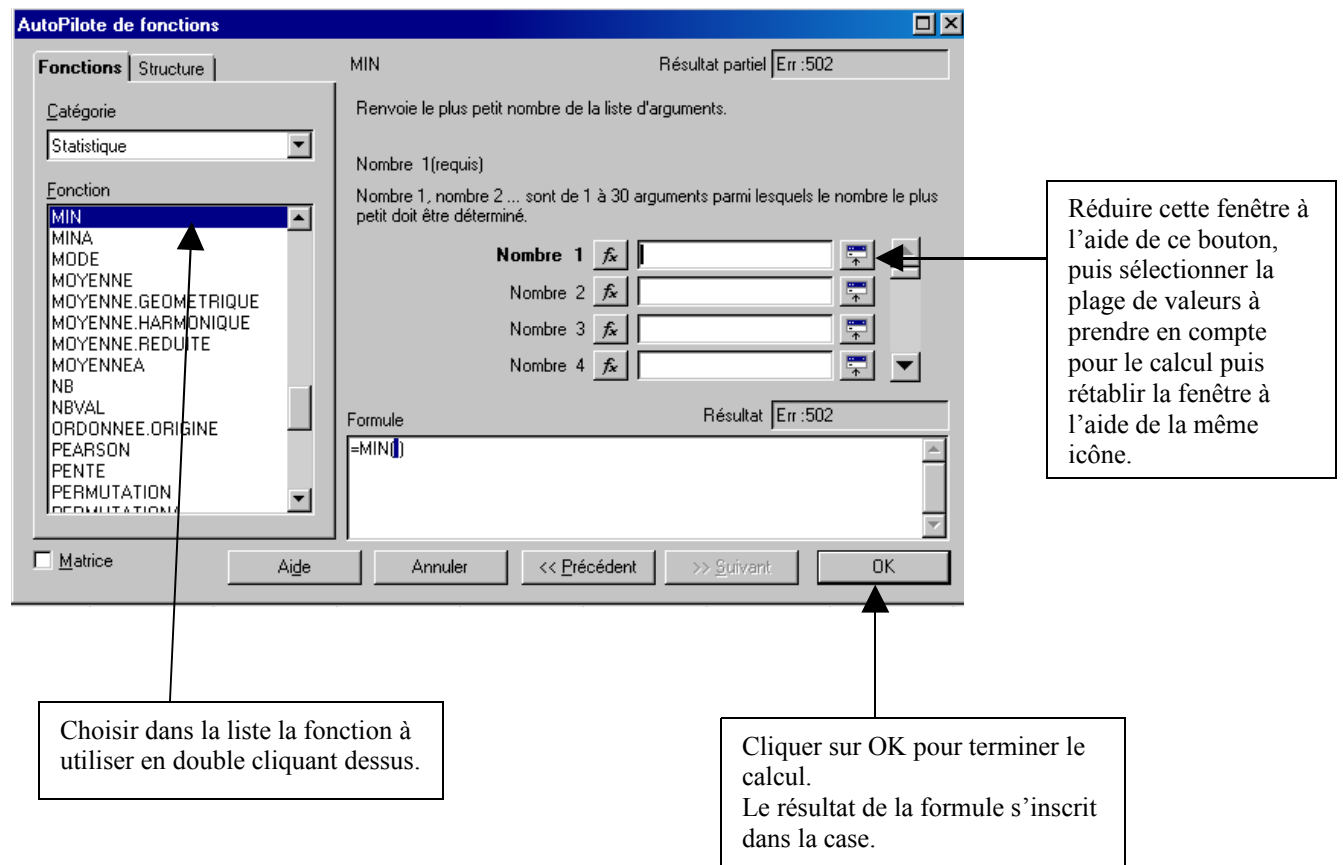 AutoPilote de fonctions
Fonctions Structure
MIN
Résultat partiel Err :502
Catégorie
Statistique
Renvoie le plus petit nombre de la liste d'arguments.
Nombre 1(requis)
Nombre 1, nombre 2 ... sont de 1 à 30 arguments parmi lesquels le nombre le plus
petit doit être déterminé.
Fonction
MIN
MINA
MODE
MOYENNE
MOYENNE.GEOMETRIQUE
MOYENNE.HARMONIQUE
MOYENNE.REDUITE
MOYENNEA
NB
NBVAL
ORDONNEE.ORIGINE
PEARSON
PENTE
PERMUTATION
PERMUTATIONA
Nombre 1 fx
Nombre 2 fx
Nombre 3 fx
Nombre 4 fx
Formule
Résultat Err :502
=MIN()
Matrice
Aide
Annuler
<< Précédent
>> Suivant
OK
Réduire cette fenêtre à
l’aide de ce bouton,
puis sélectionner la
plage de valeurs à
prendre en compte
pour le calcul puis
rétablir la fenêtre à
l’aide de la même
icône.
Choisir dans la liste la fonction à
utiliser en double cliquant dessus.
Cliquer sur OK pour terminer le
calcul.
Le résultat de la formule s’inscrit
dans la case.